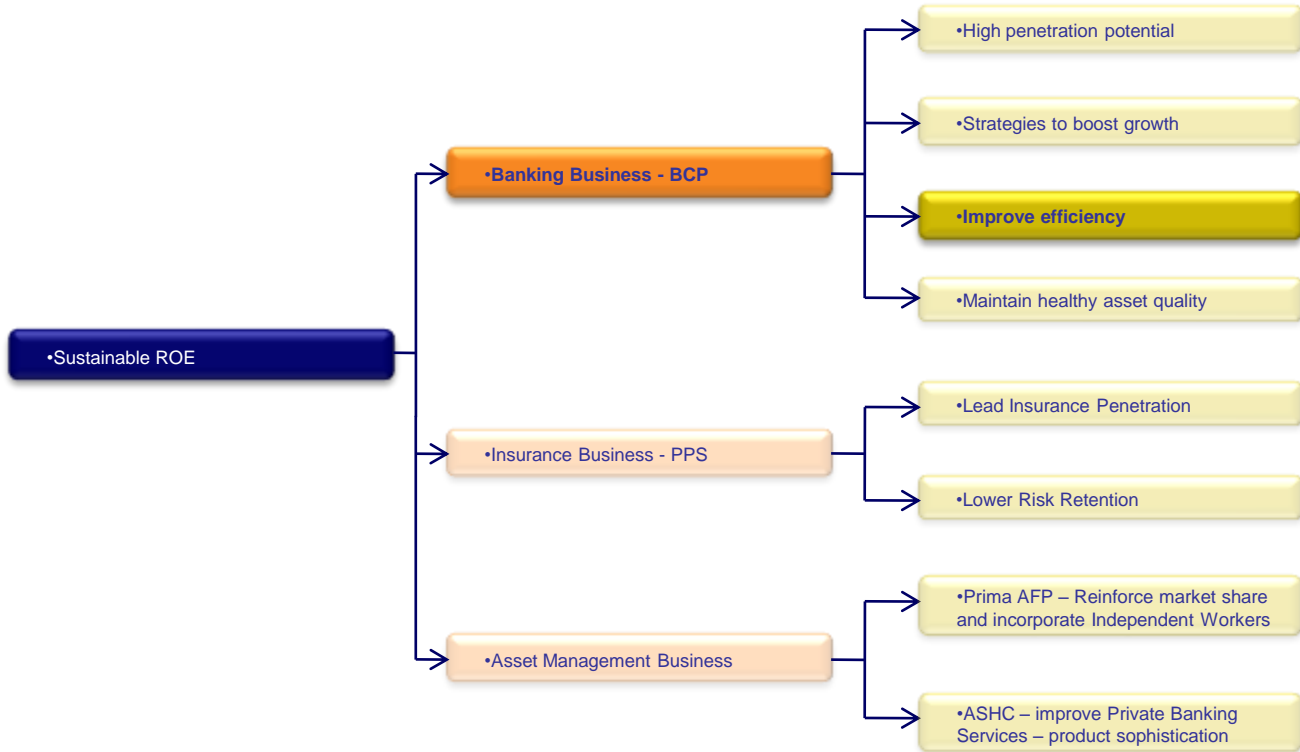 •High penetration potential
•Strategies to boost growth
•Banking Business - BCP
•Improve efficiency
•Maintain healthy asset quality
•Sustainable ROE
•Lead Insurance Penetration
•Insurance Business - PPS
•Lower Risk Retention
•Prima AFP – Reinforce market share
and incorporate Independent Workers
•Asset Management Business
•ASHC – improve Private Banking
Services – product sophistication